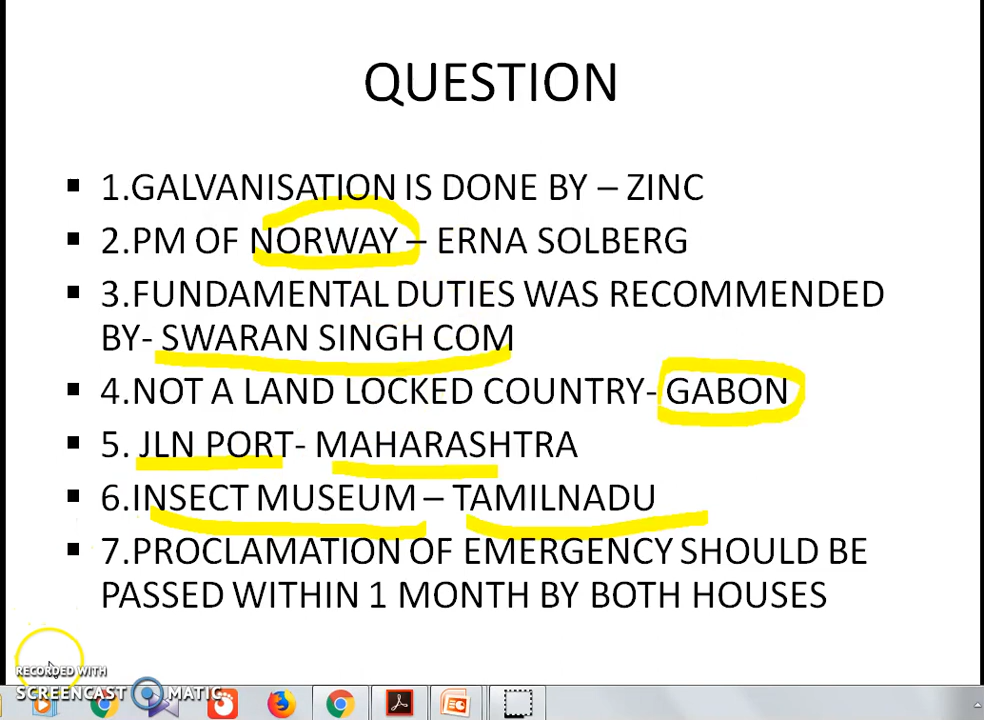 QUESTION
▪ 1.GALVANISATION IS DONE BY – ZINC
▪ 2.PM OF NORWAY – ERNA SOLBERG
▪ 3.FUNDAMENTAL DUTIES WAS RECOMMENDED
BY- SWARAN SINGH COM
▪ 4.NOT A LAND LOCKED COUNTRY- GABON
▪ 5. JLN PORT- MAHARASHTRA
▪ 6.INSECT MUSEUM – TAMILNADU
▪ 7.PROCLAMATION OF EMERGENCY SHOULD BE
PASSED WITHIN 1 MONTH BY BOTH HOUSES
RECORDED WITH
SCREENCAST MATIC